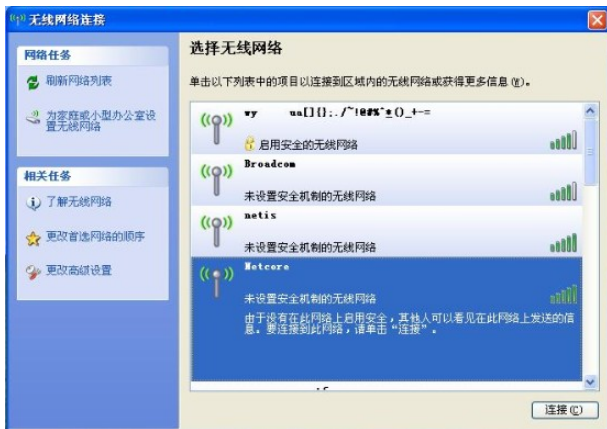 无线网络连接
网络任务
刷新网络列表
为家庭或小型办公室设
置无线网络
相关任务
了解无线网络
更改首选网络的顺序
更改高级设置
选择无线网络
单击以下列表中的项目以连接到区域内的无线网络或获得更多信息(W)。
wy
启用安全的无线网络
Broadcom
未设置安全机制的无线网络
netis
未设置安全机制的无线网络
Netcore
未设置安全机制的无线网络
由于没有在此网络上启用安全，其他人可以看见在此网络上发送的信
息。要连接到此网络，请单击“连接”。
连接(C)